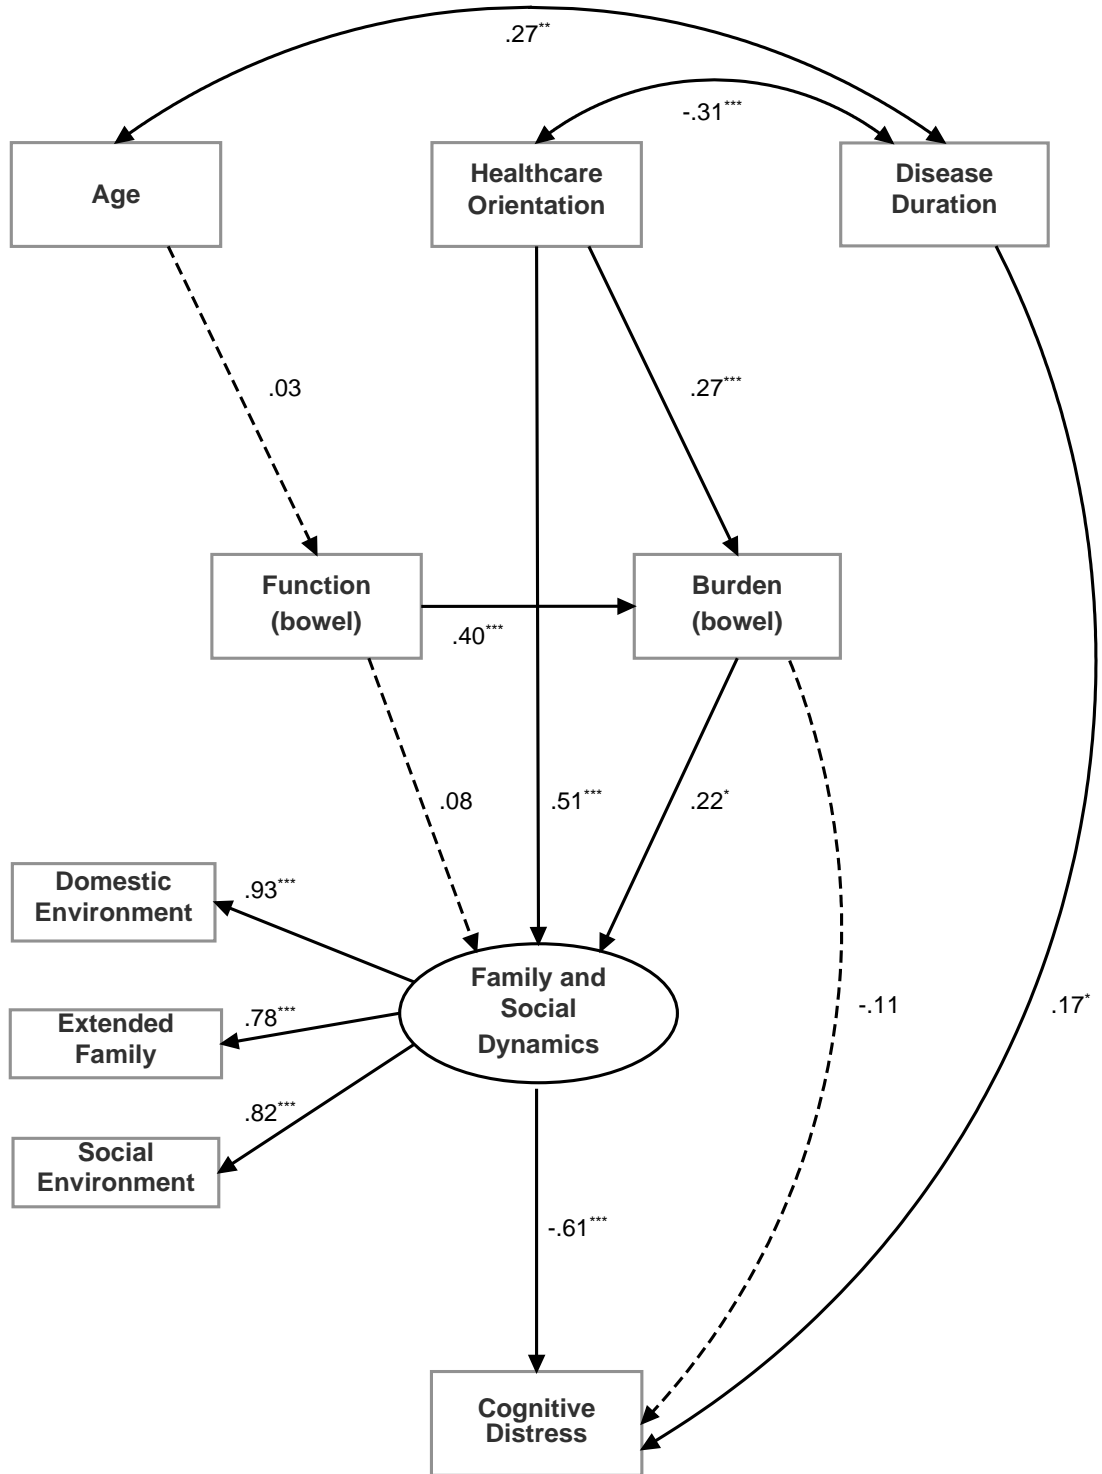 .27**
-.31***
Age
Healthcare
Orientation
Disease
Duration
.03
.27***
Function
(bowel)
Burden
(bowel)
.40***
.08
.51***
.22*
Domestic
Environment
.93***
Family and
Social
Dynamics
-.11
.17*
Extended
Family
.78***
.82***
Social
Environment
-.61***
Cognitive
Distress